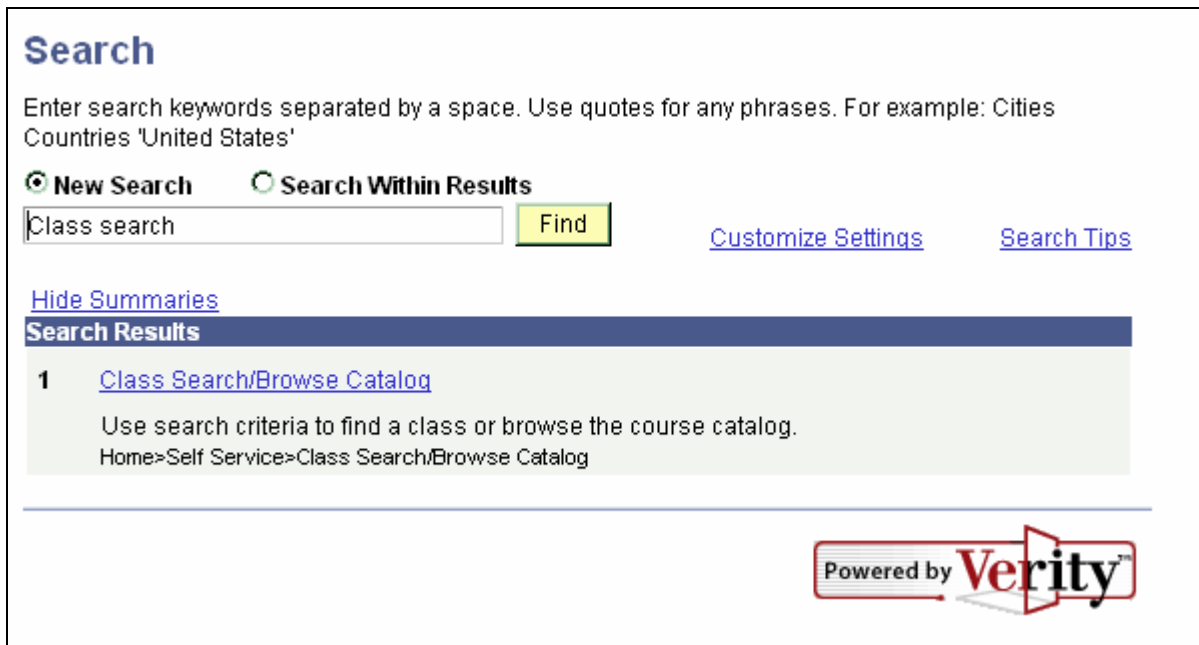 Search
Enter search keywords separated by a space. Use quotes for any phrases. For example: Cities
Countries 'United States'
New Search Search Within Results
Class search Find Customize Settings Search Tips
Hide Summaries
Search Results
1 Class Search/Browse Catalog
Use search criteria to find a class or browse the course catalog.
Home>Self Service>Class Search/Browse Catalog
Powered by Verity™